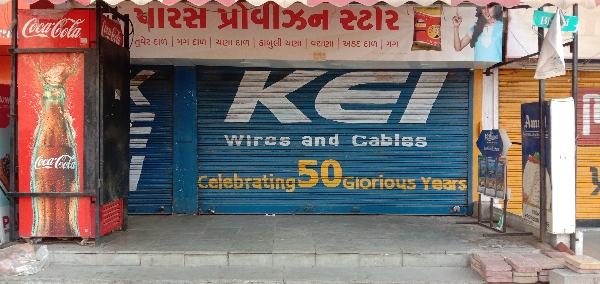 પારસ પ્રોવીઝન સ્ટોર
તુવેર દાળ | મગ દાળ | ચણા દાળ | કાબુલી ચણા | વટાણા | અડદ દાળ | મગ
Coca-Cola
Coca-Cola
KEI
Wires and Cables
Celebrating 50 Glorious Years